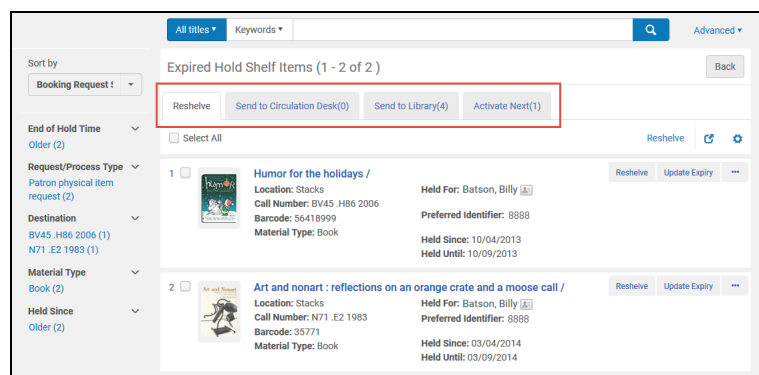 All titles Keywords Advanced
Sort by
Booking Request
Expired Hold Shelf Items (1 - 2 of 2 )
Back
Reshelve Send to Circulation Desk(0) Send to Library(4) Activate Next(1)
Select All Reshelve
End of Hold Time
Older (2)
Request/Process Type
Patron physical item
request (2)
Destination
BV45 .H86 2006 (1)
N71 .E2 1983 (1)
Material Type
Book (2)
Held Since
Older (2)
1 Humor for the holidays /
Reshelve Update Expiry
Location: Stacks Held For: Batson, Billy
Call Number: BV45 .H86 2006
Barcode: 56418999 Preferred Identifier: 8888
Material Type: Book
Held Since: 10/04/2013
Held Until: 10/09/2013
humor
2 Art and nonart : reflections on an orange crate and a moose call /
Reshelve Update Expiry
Location: Stacks Held For: Batson, Billy
Call Number: N71 .E2 1983 Preferred Identifier: 8888
Barcode: 35771
Material Type: Book Held Since: 03/04/2014
Held Until: 03/09/2014
Art and Nonart